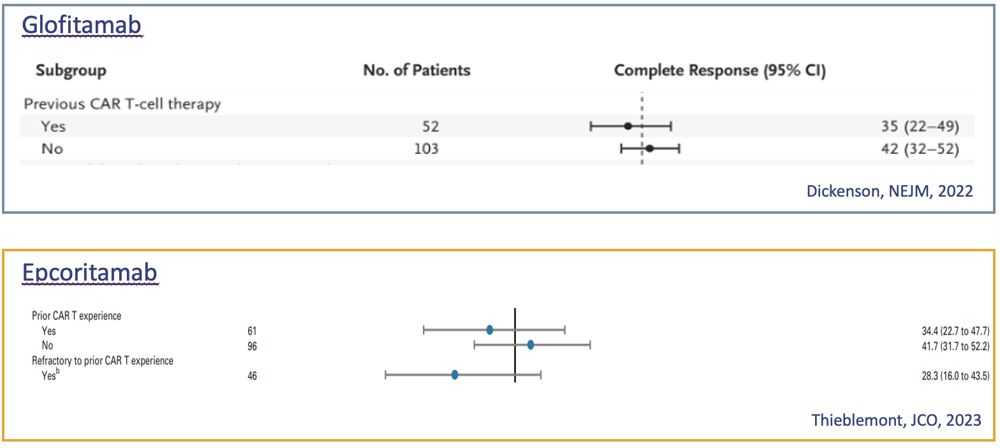 Glofitamab
Subgroup No. of Patients Complete Response (95% CI)
Previous CAR T-cell therapy
Yes 52 35 (22–49)
No 103 42 (32–52)
Dickenson, NEJM, 2022
Epcoritamab
Prior CAR T experience
Yes 61 34.4 (22.7 to 47.7)
No 96 41.7 (31.7 to 52.2)
Refractory to prior CAR T experience
Yesb 46 28.3 (16.0 to 43.5)
Thieblemont, JCO, 2023